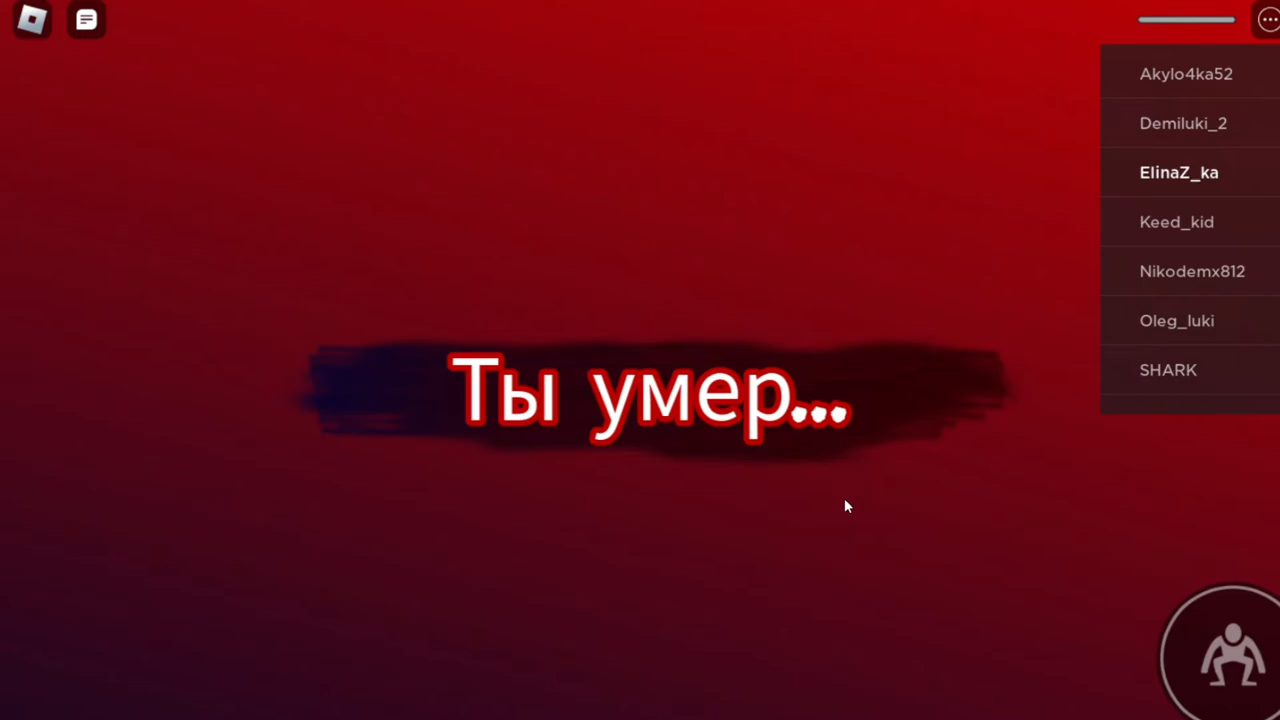 Akylo4ka52
Demiluki_2
ElinaZ_ka
Keed_kid
Nikodemx812
Oleg_luki
SHARK
Ты умер...